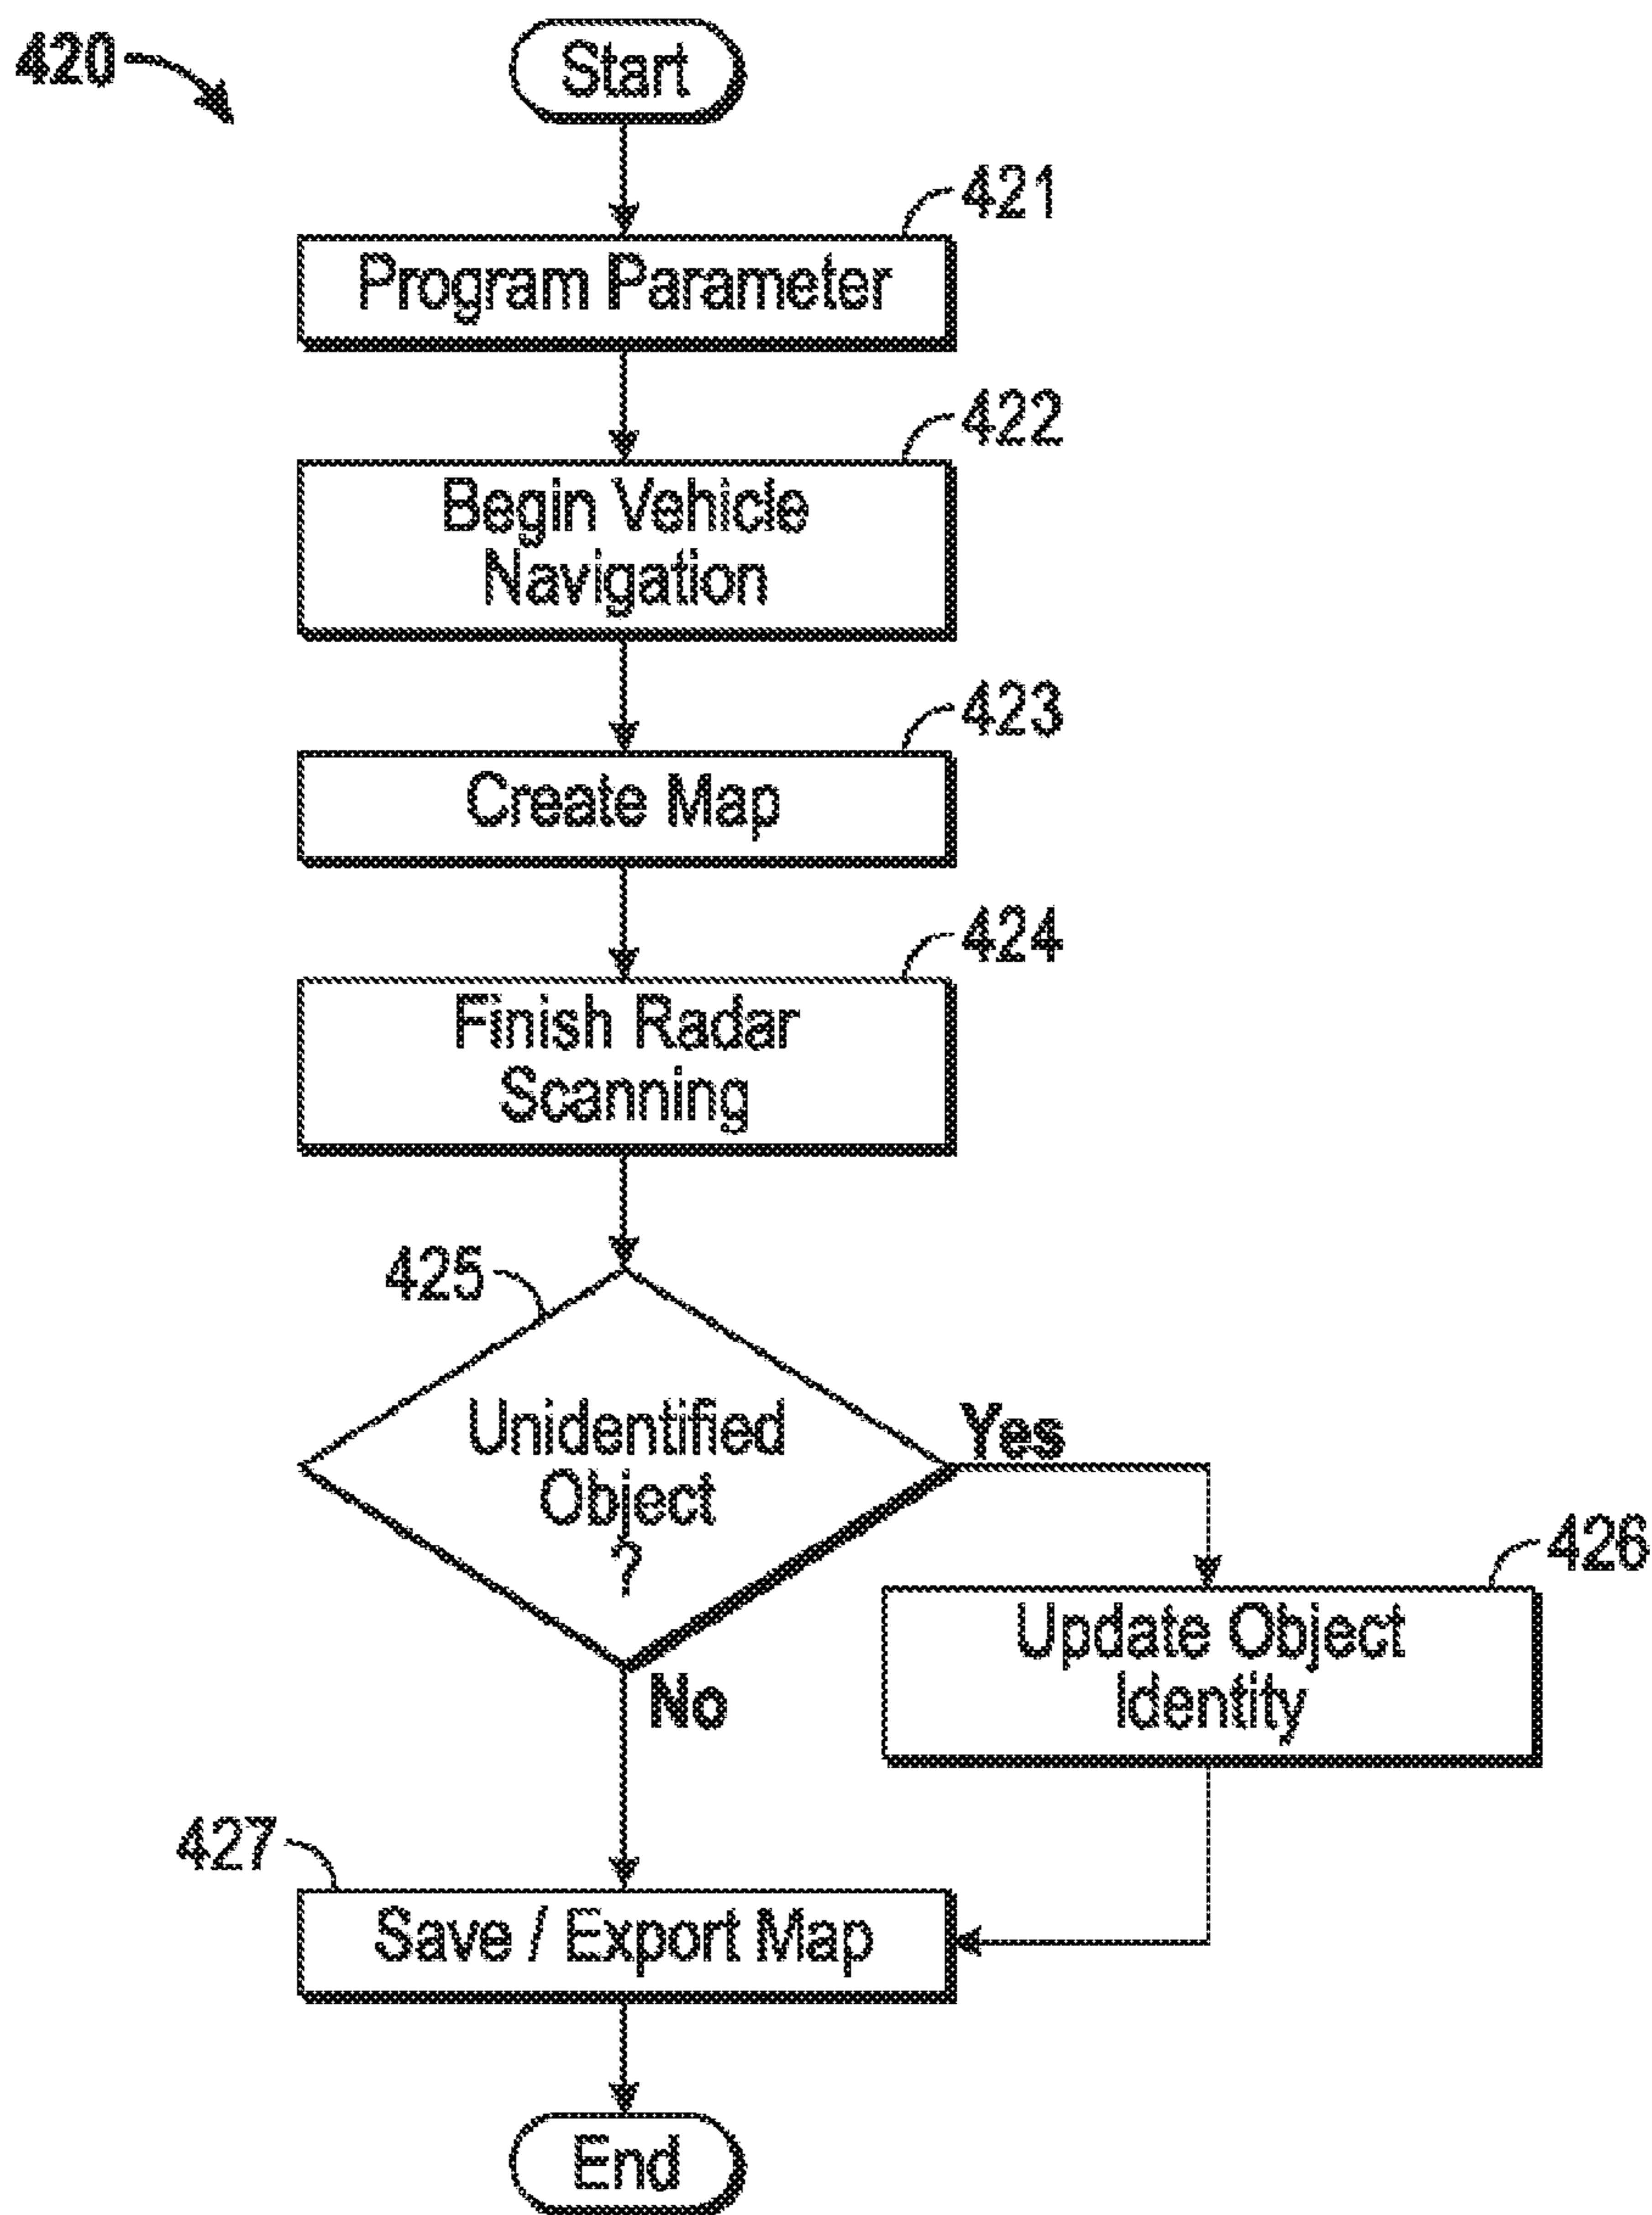 420
Start
421
Program Parameter
422
Begin Vehicle
Navigation
423
Create Map
424
Finish Radar
Scanning
425
Unidentified
Object
?
Yes
No
426
Update Object
Identity
427
Save / Export Map
End